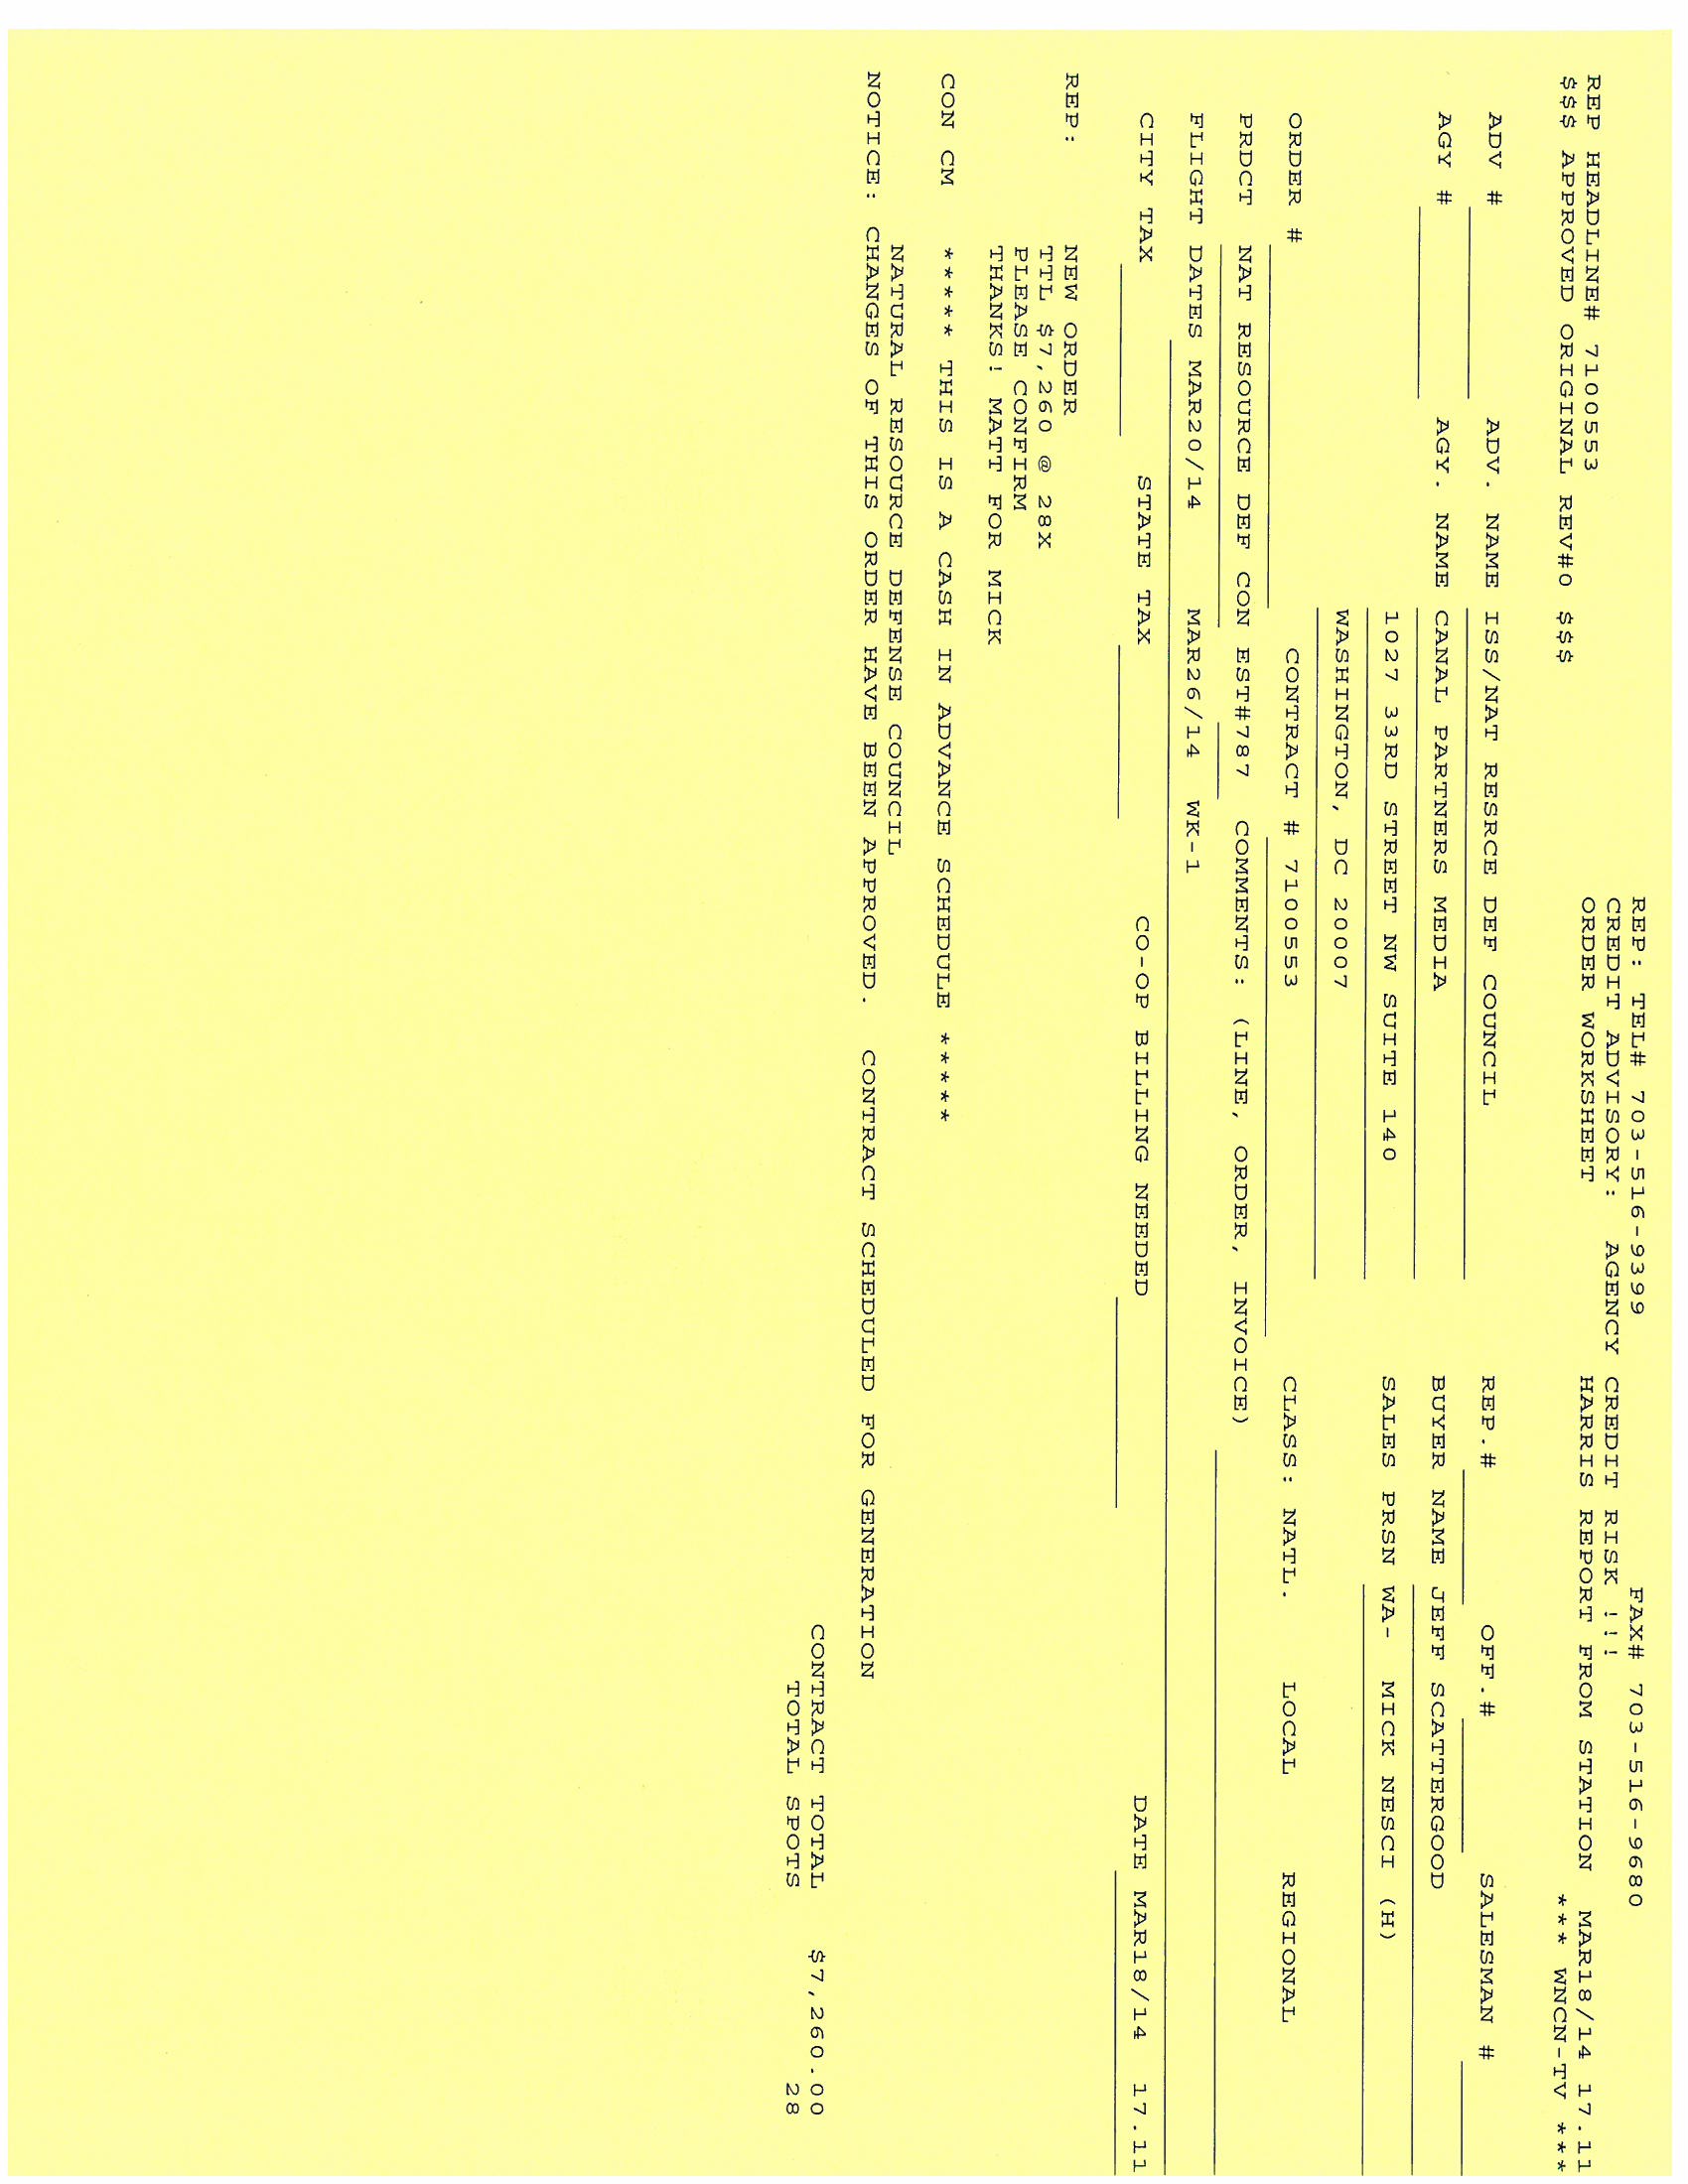 REP: TEL# 703-516-9399 FAX# 703-516-9680
CREDIT ADVISORY: AGENCY CREDIT RISK !!!
REP HEADLINE# 7100553 ORDER WORKSHEET HARRIS REPORT FROM STATION MAR18/14 17.11
$$$ APPROVED ORIGINAL REV#0 $$$ *** WNCN-TV ***
ADV # ADV. NAME ISS/NAT RESRCE DEF COUNCIL REP.# OFF.# SALESMAN #
AGY # AGY. NAME CANAL PARTNERS MEDIA BUYER NAME JEFF SCATTERGOOD
1027 33RD STREET NW SUITE 140 SALES PRSN WA- MICK NESCI (H)
WASHINGTON, DC 20007
ORDER # CONTRACT # 7100553 CLASS: NATL. LOCAL REGIONAL
PRDCT NAT RESOURCE DEF CON EST#787 COMMENTS: (LINE, ORDER, INVOICE)
FLIGHT DATES MAR20/14 MAR26/14 WK-1
CITY TAX STATE TAX CO-OP BILLING NEEDED DATE MAR18/14 17.11
REP: NEW ORDER
TTL $7,260 @ 28X
PLEASE CONFIRM
THANKS! MATT FOR MICK
CON CM ***** THIS IS A CASH IN ADVANCE SCHEDULE *****
NATURAL RESOURCE DEFENSE COUNCIL
NOTICE: CHANGES OF THIS ORDER HAVE BEEN APPROVED. CONTRACT SCHEDULED FOR GENERATION
CONTRACT TOTAL $7,260.00
TOTAL SPOTS 28